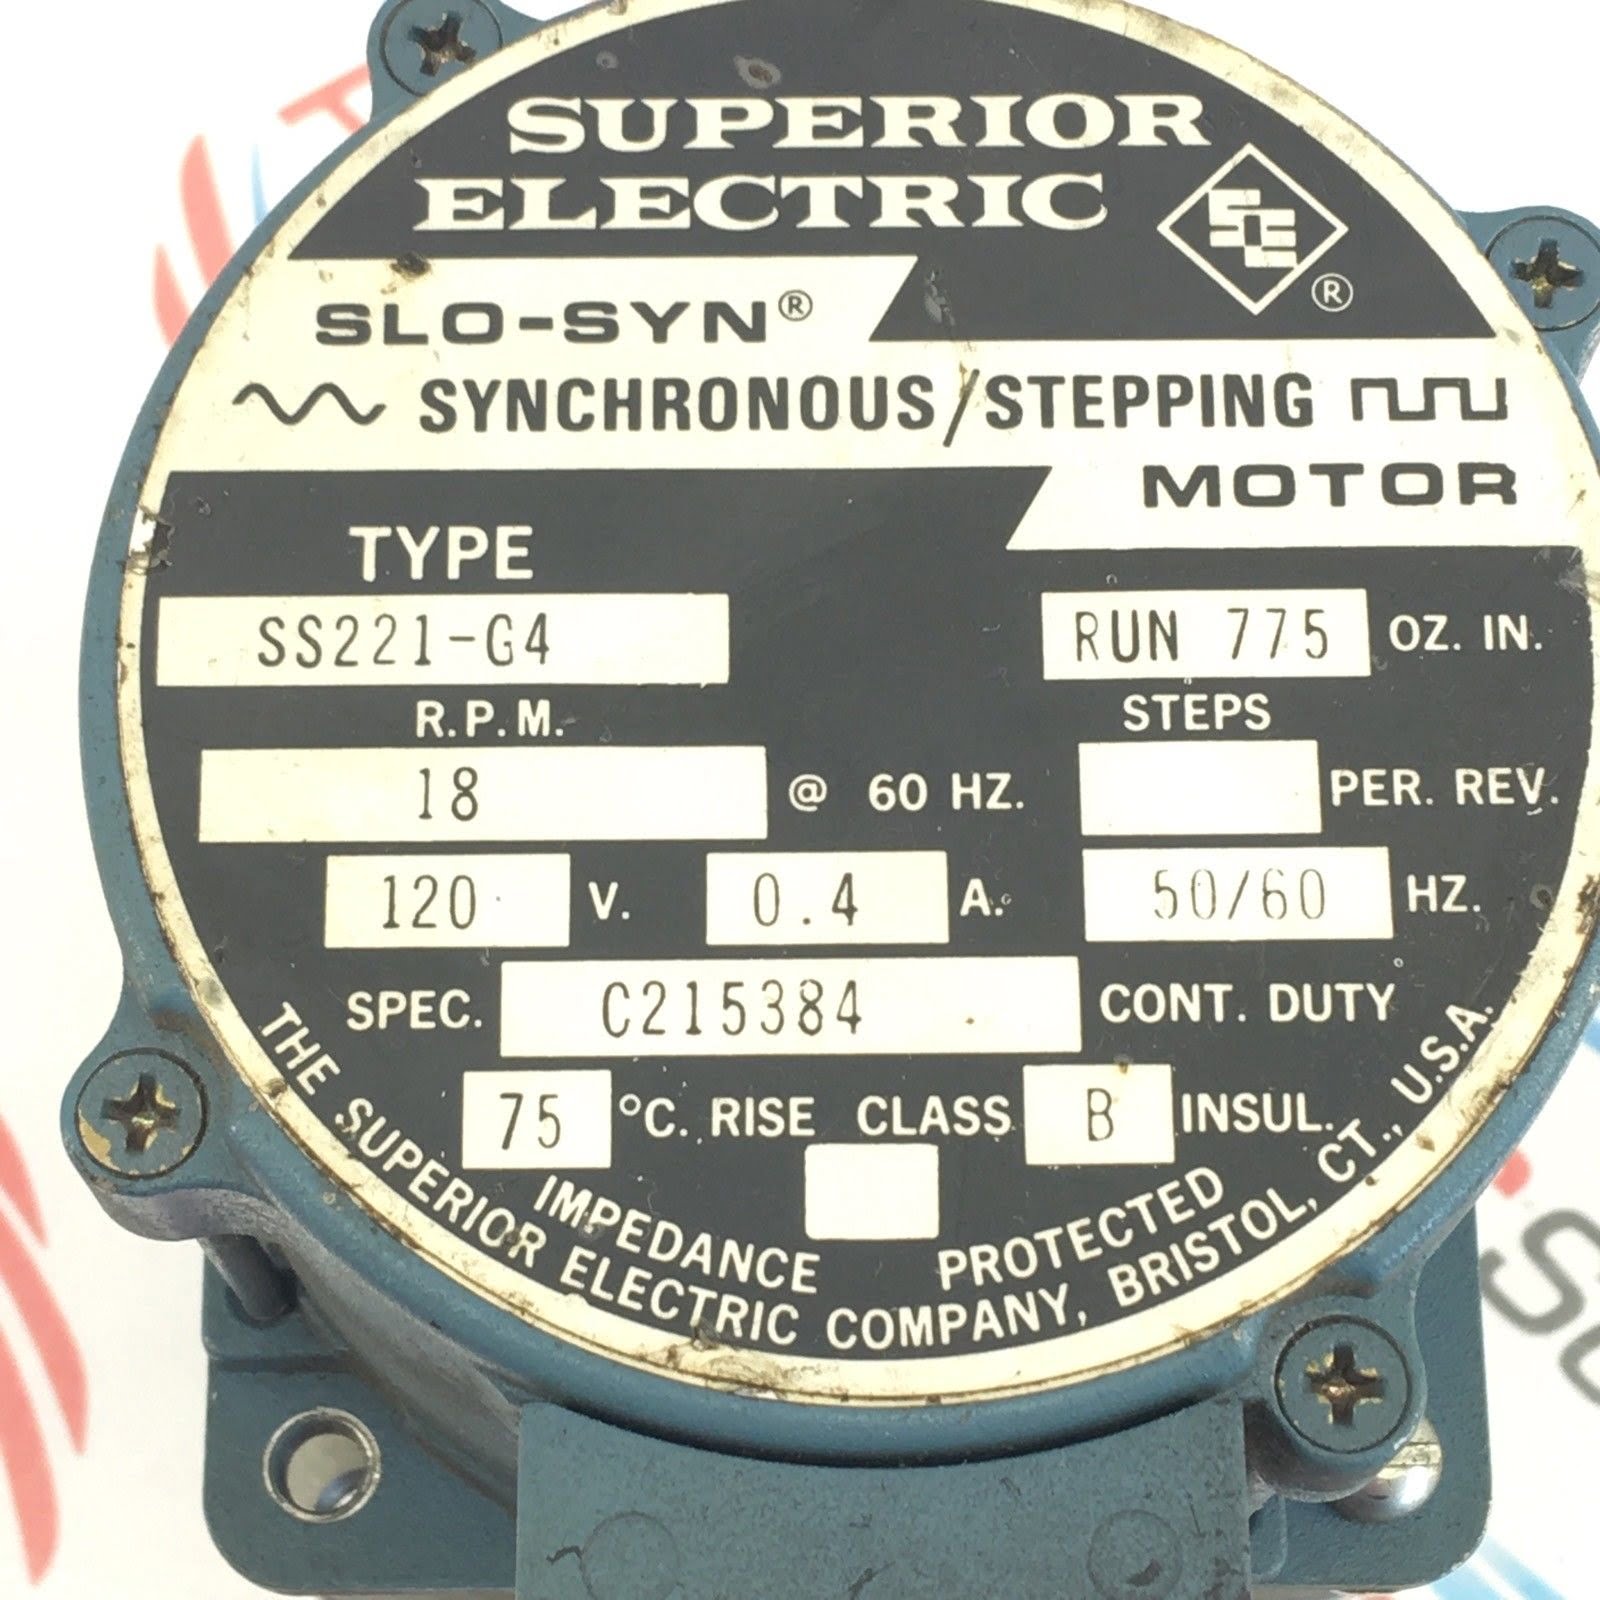 SUPERIOR
ELECTRIC
SE
®
SLO-SYN®
SYNCHRONOUS/STEPPING
MOTOR
TYPE
SS221-G4
RUN 775 OZ. IN.
R.P.M.
18 @ 60 HZ.
STEPS
PER. REV.
120 V. 0.4 A. 50/60 HZ.
SPEC. C215384 CONT. DUTY
75 °C. RISE CLASS B INSUL.
IMPEDANCE PROTECTED
THE SUPERIOR ELECTRIC COMPANY, BRISTOL, CT., U.S.A.